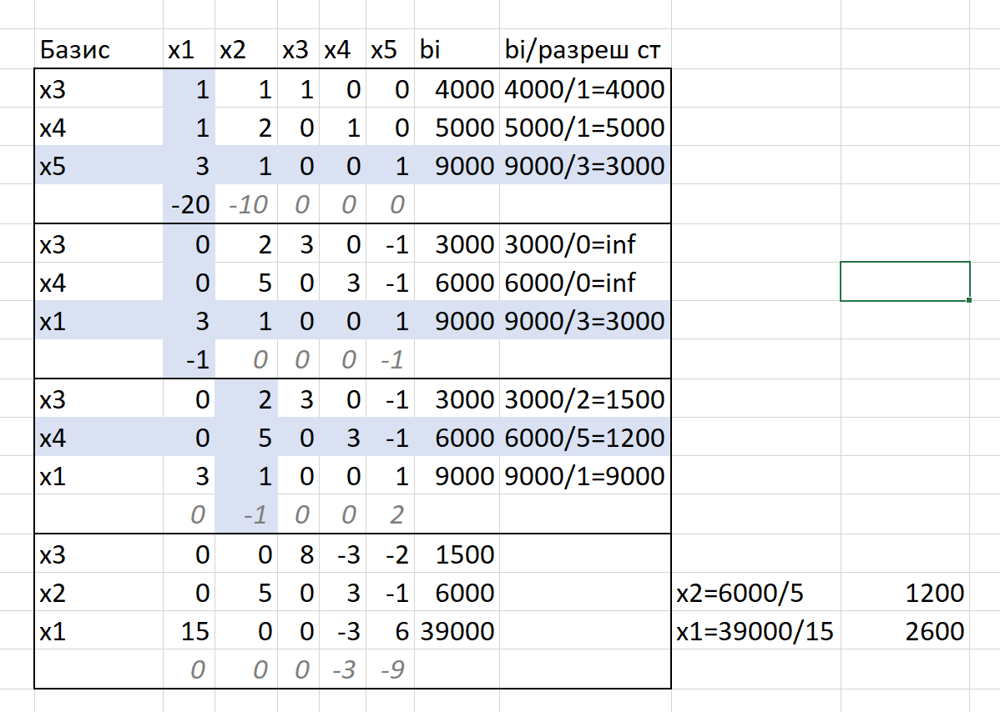 Базис x1 x2 x3 x4 x5 bi bi/разреш ст
x3 1 1 1 0 0 4000 4000/1=4000
x4 1 2 0 1 0 5000 5000/1=5000
x5 3 1 0 0 1 9000 9000/3=3000
-20 -10 0 0 0
x3 0 2 3 0 -1 3000 3000/0=inf
x4 0 5 0 3 -1 6000 6000/0=inf
x1 3 1 0 0 1 9000 9000/3=3000
-1 0 0 0 -1
x3 0 2 3 0 -1 3000 3000/2=1500
x4 0 5 0 3 -1 6000 6000/5=1200
x1 3 1 0 0 1 9000 9000/1=9000
0 -1 0 0 2
x3 0 0 8 -3 -2 1500
x2 0 5 0 3 -1 6000 x2=6000/5 1200
x1 15 0 0 -3 6 39000 x1=39000/15 2600
0 0 0 -3 -9